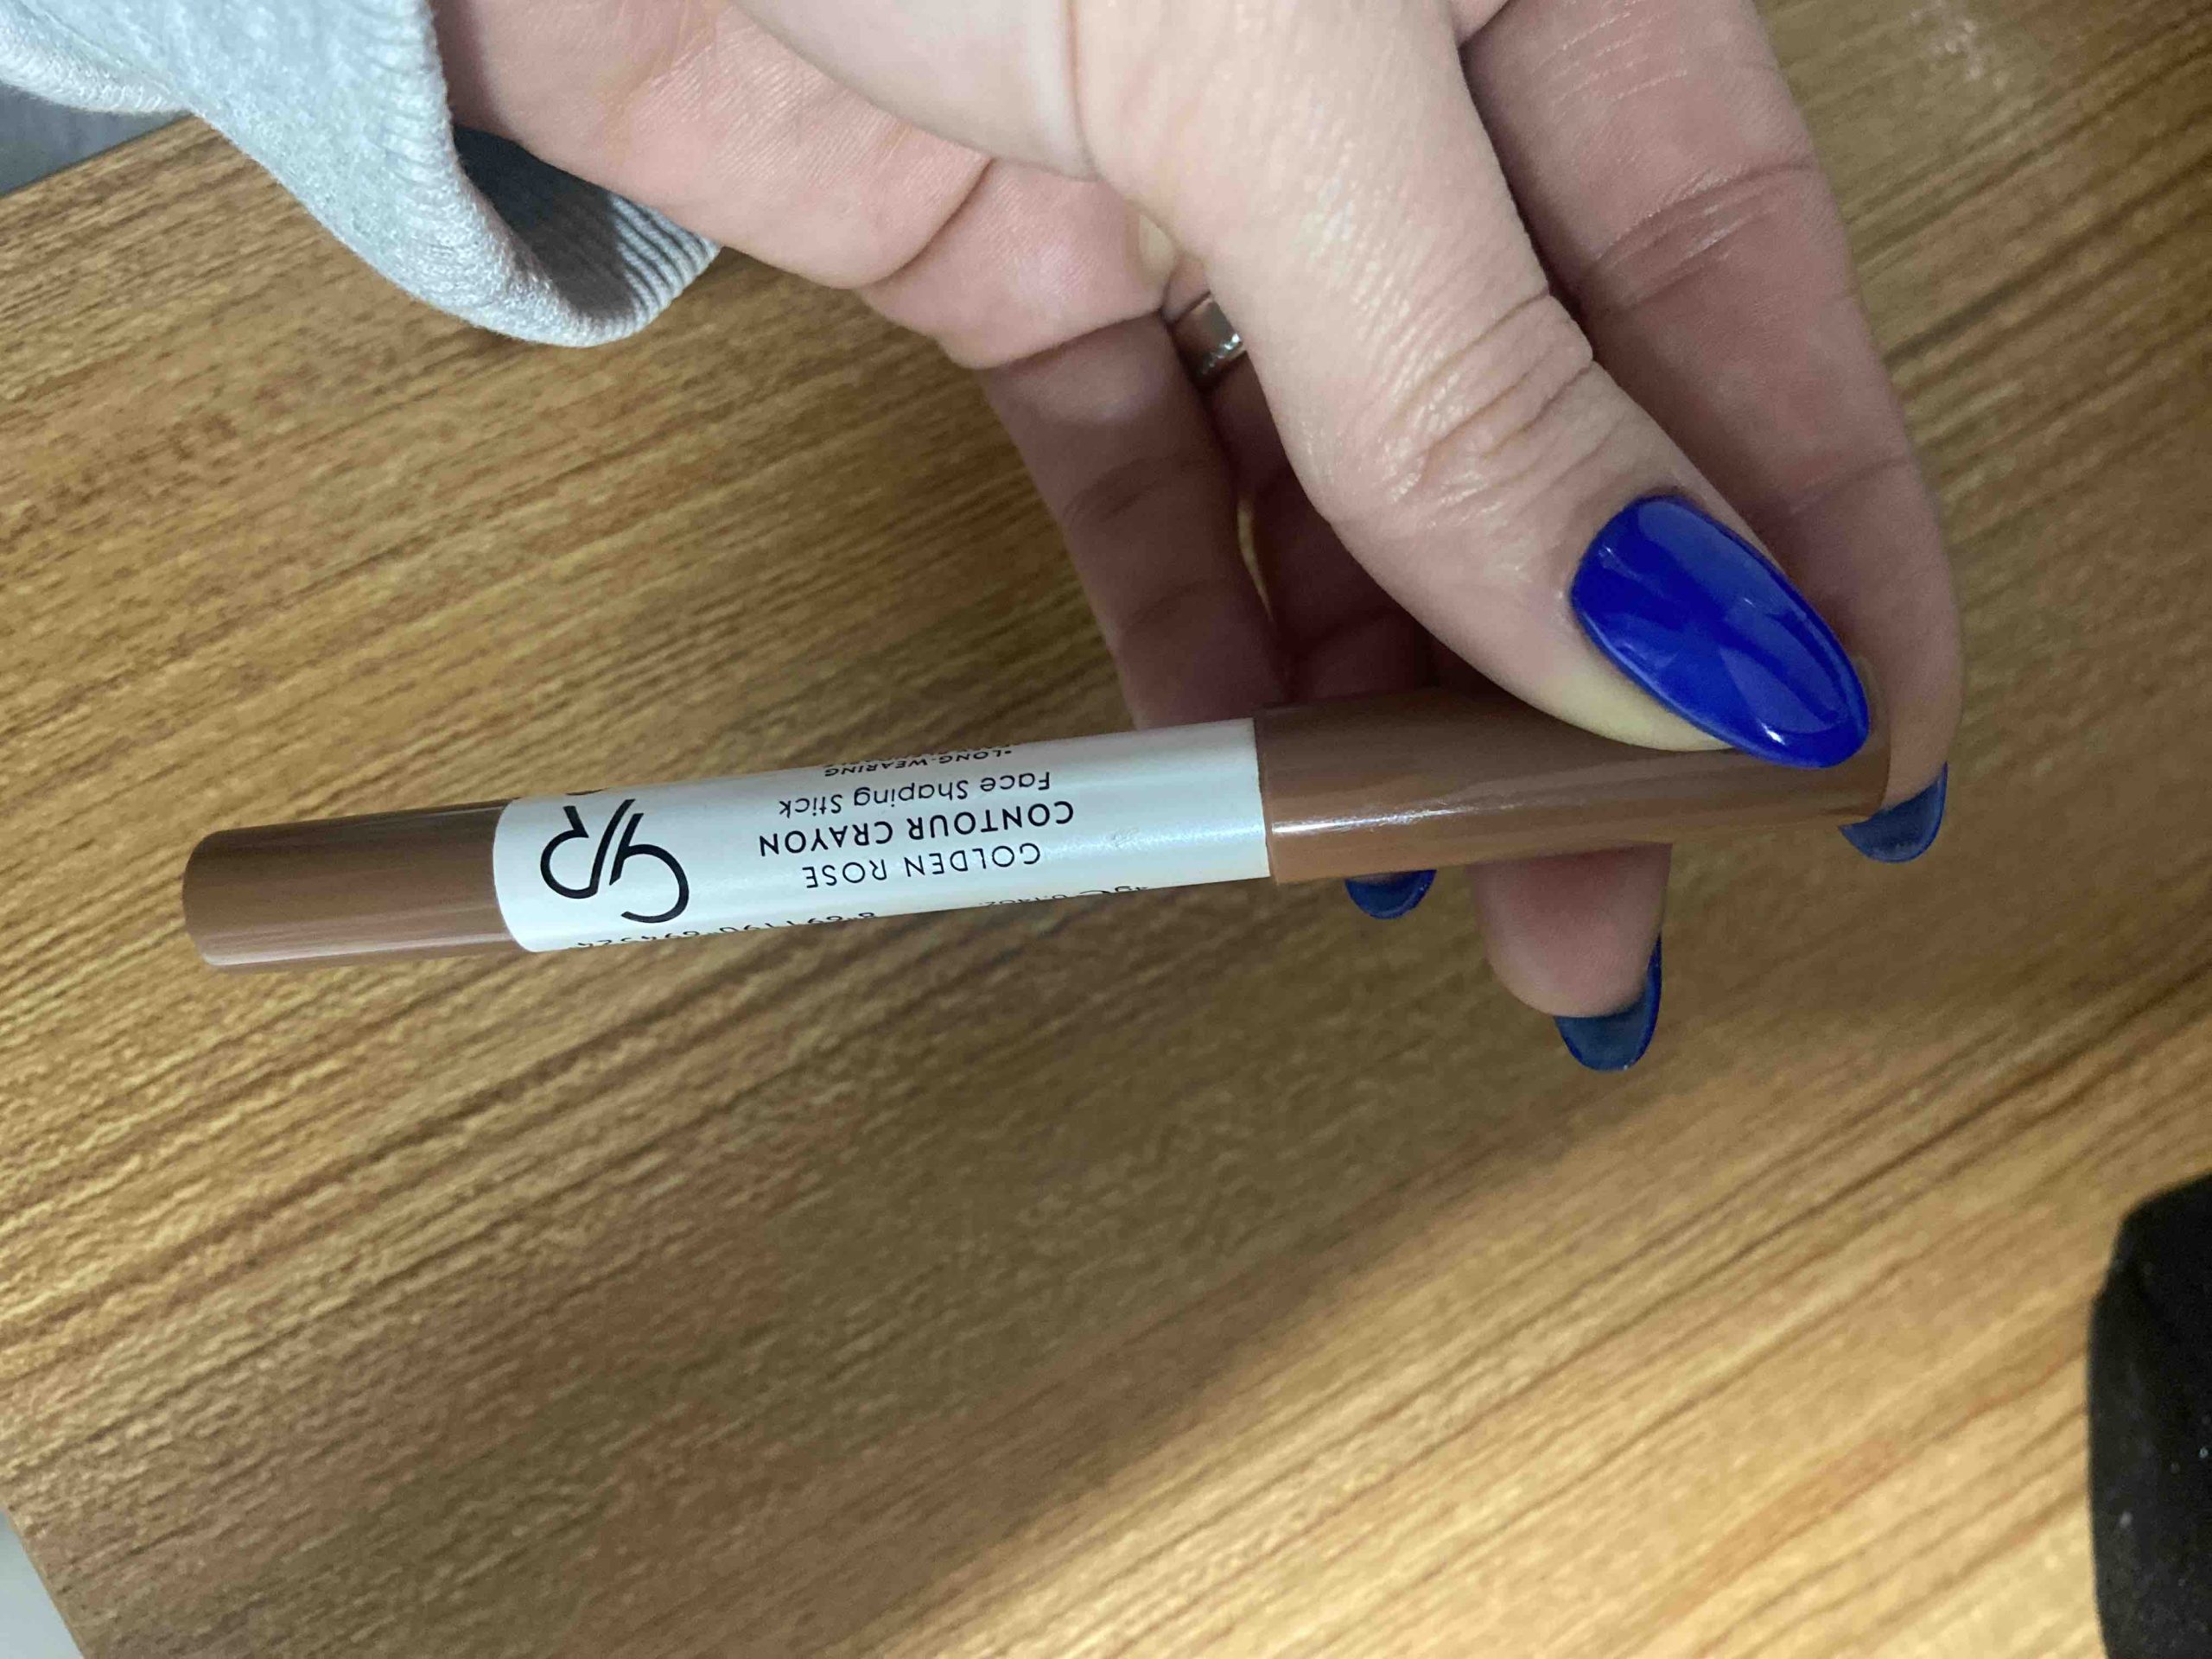 GR
GOLDEN ROSE
CONTOUR CRAYON
Face Shaping Stick
•LONG-WEARING